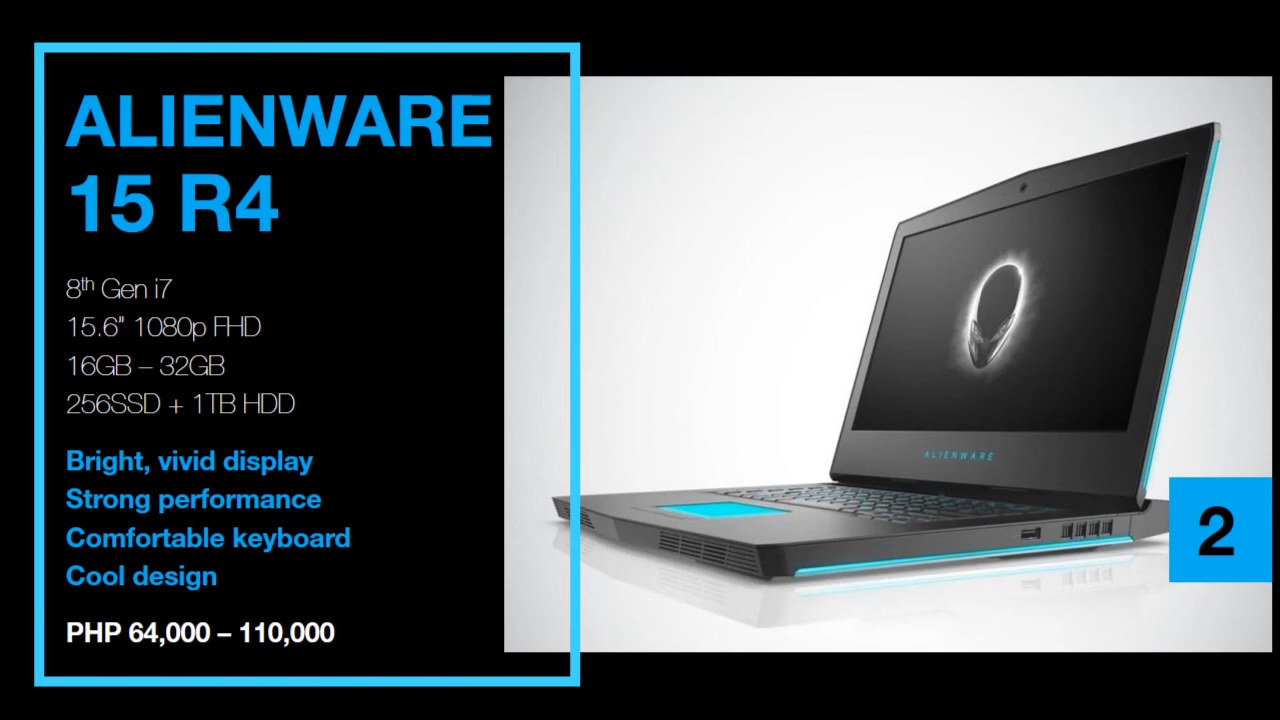 ALIENWARE
15 R4
8th Gen i7
15.6" 1080p FHD
16GB – 32GB
256SSD + 1TB HDD
Bright, vivid display
Strong performance
Comfortable keyboard
Cool design
PHP 64,000 – 110,000
ALIENWARE
2